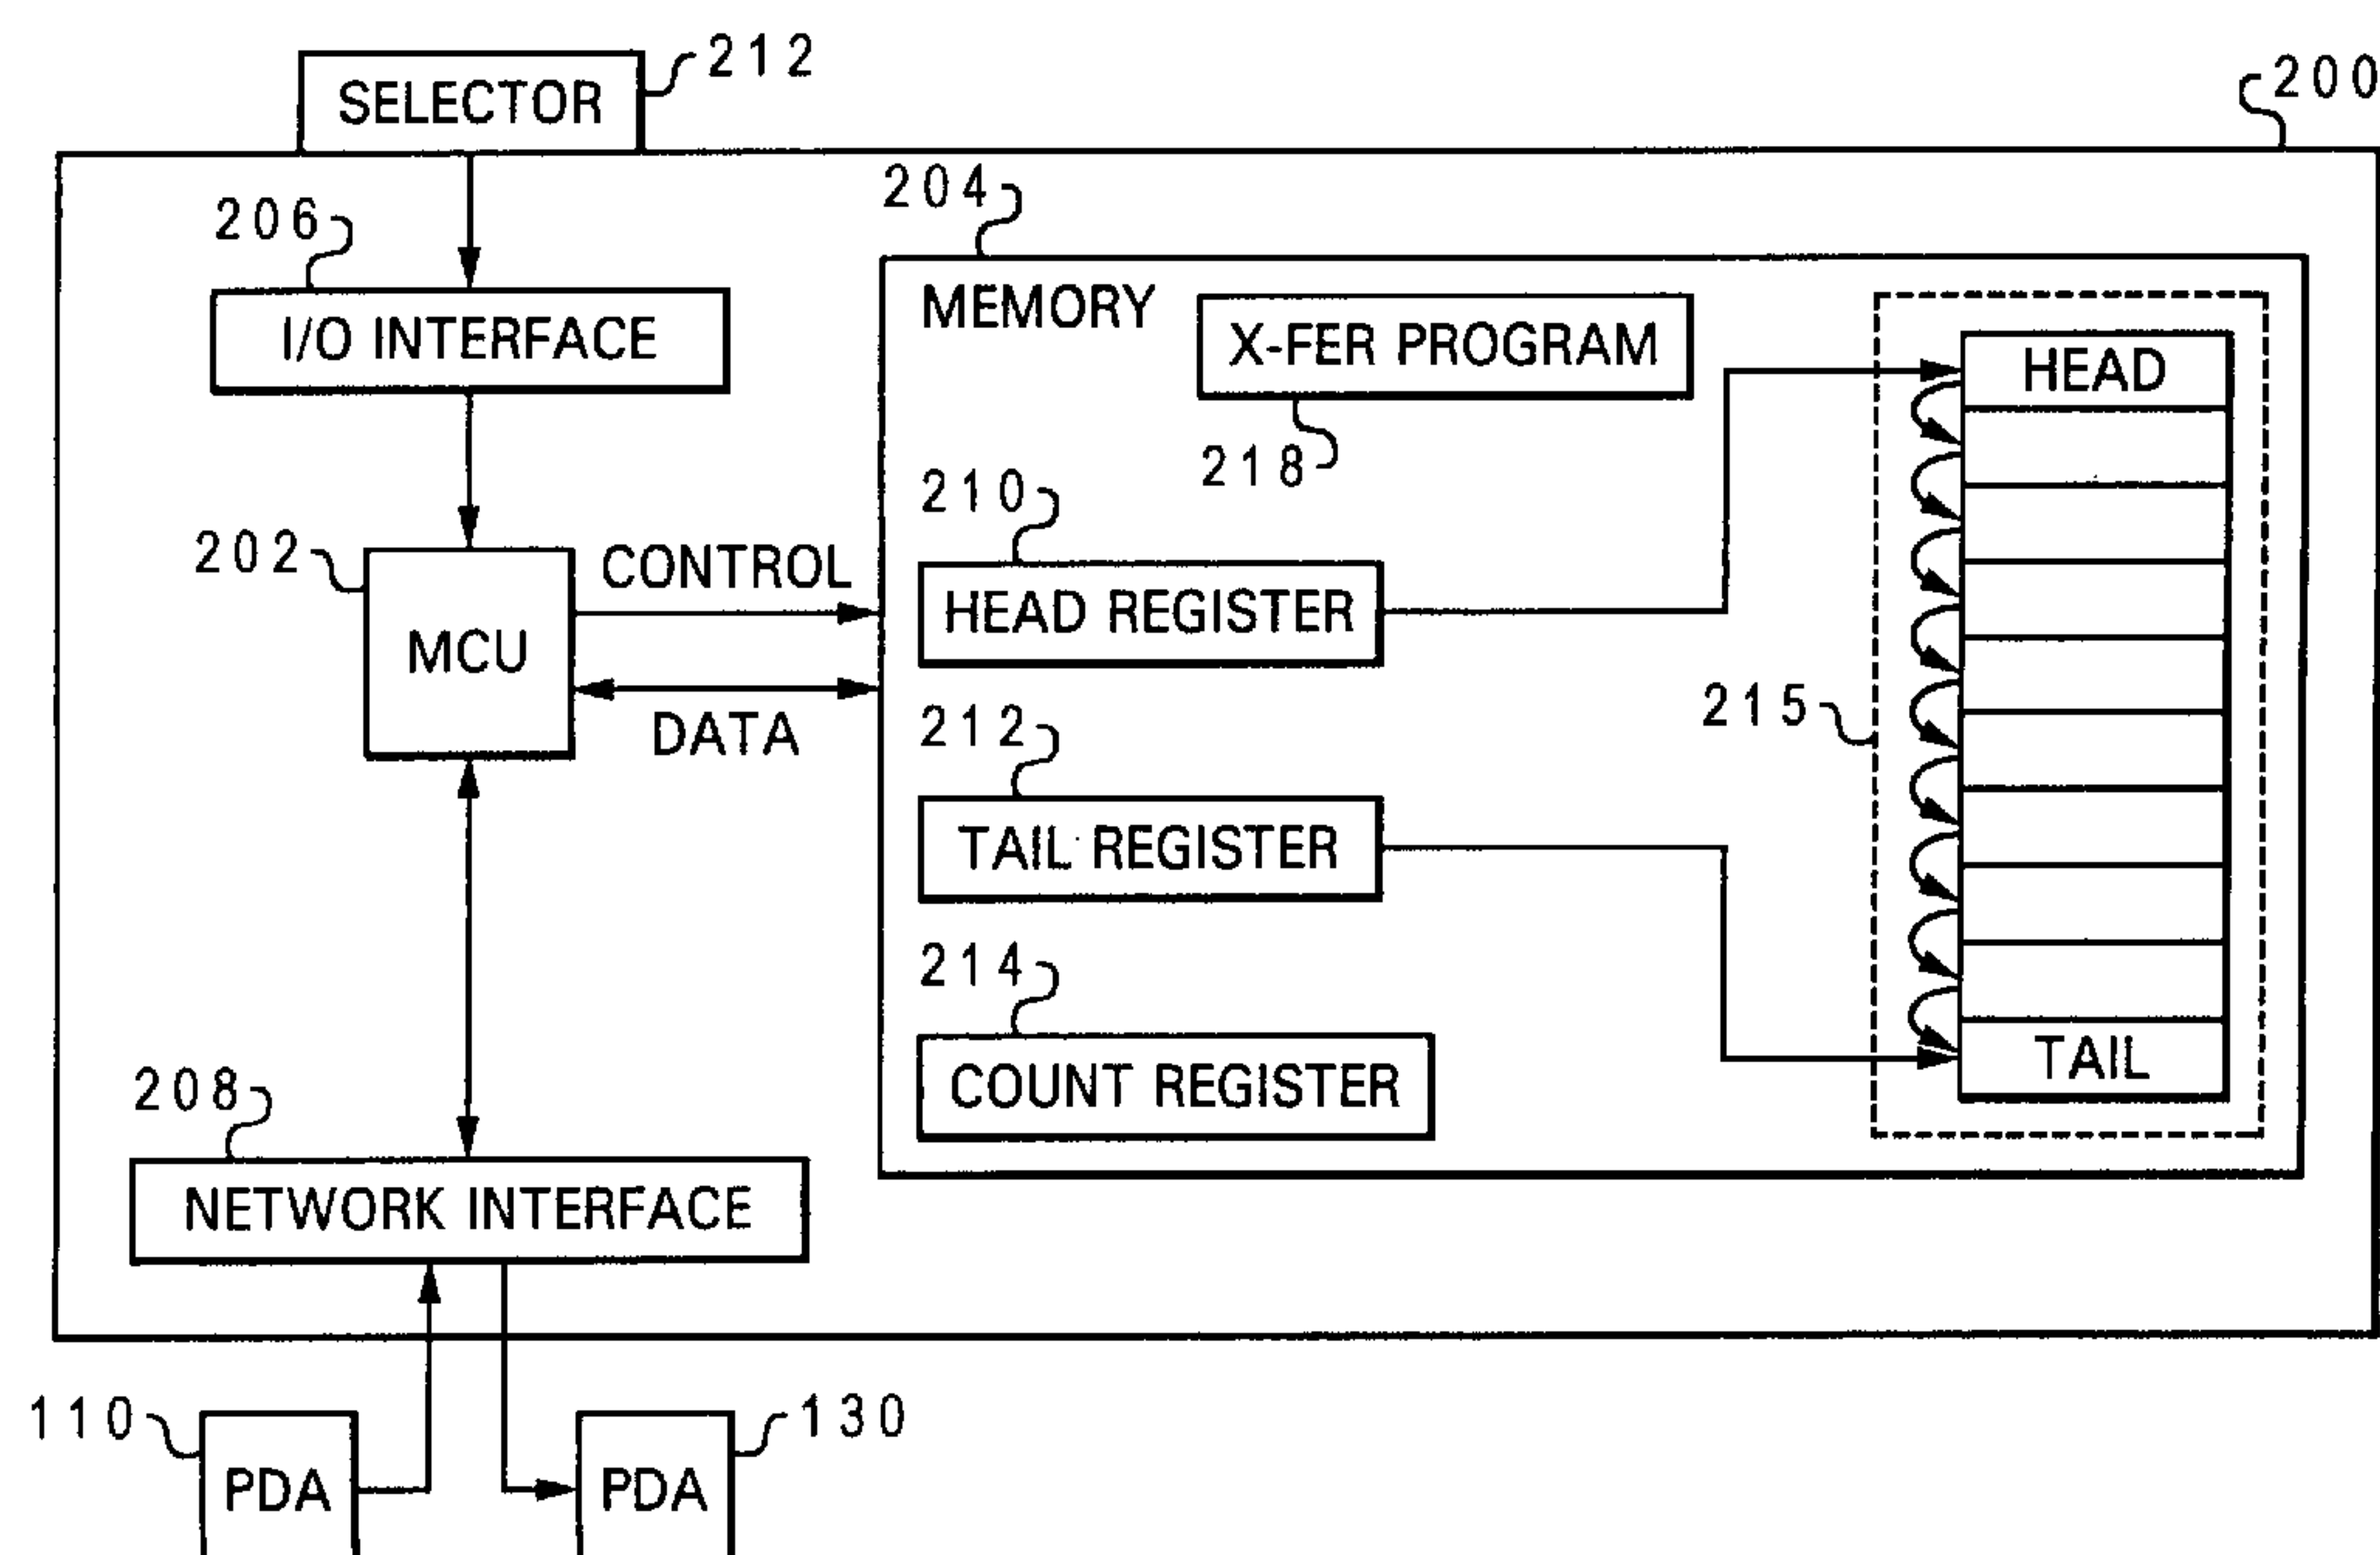 212
SELECTOR
200
204
206
MEMORY
X-FER PROGRAM
I/O INTERFACE
HEAD
218
210
202
CONTROL
HEAD REGISTER
MCU
215
212
DATA
TAIL REGISTER
214
TAIL
COUNT REGISTER
208
NETWORK INTERFACE
110
130
PDA
PDA